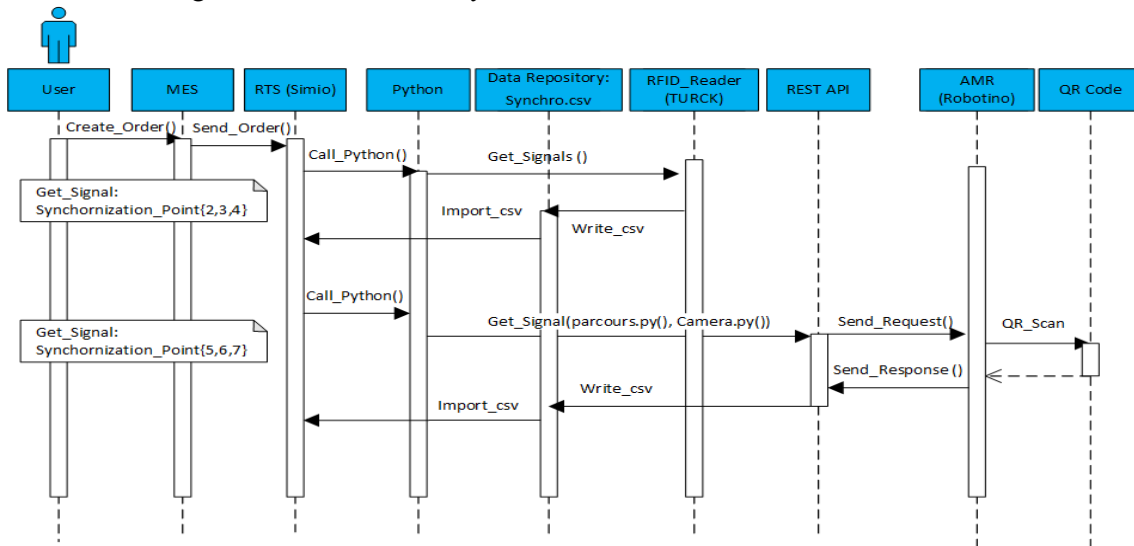 User
MES
RTS (Simio)
Python
Data Repository:
Synchro.csv
RFID_Reader
(TURCK)
REST API
AMR
(Robotino)
QR Code
Create_Order()
Send_Order()
Call_Python()
Get_Signals ()
Get_Signal:
Synchornization_Point{2,3,4}
Import_csv
Write_csv
Call_Python()
Get_Signal:
Synchornization_Point{5,6,7}
Get_Signal(parcours.py(), Camera.py())
Send_Request()
QR_Scan
Send_Response ()
Write_csv
Import_csv